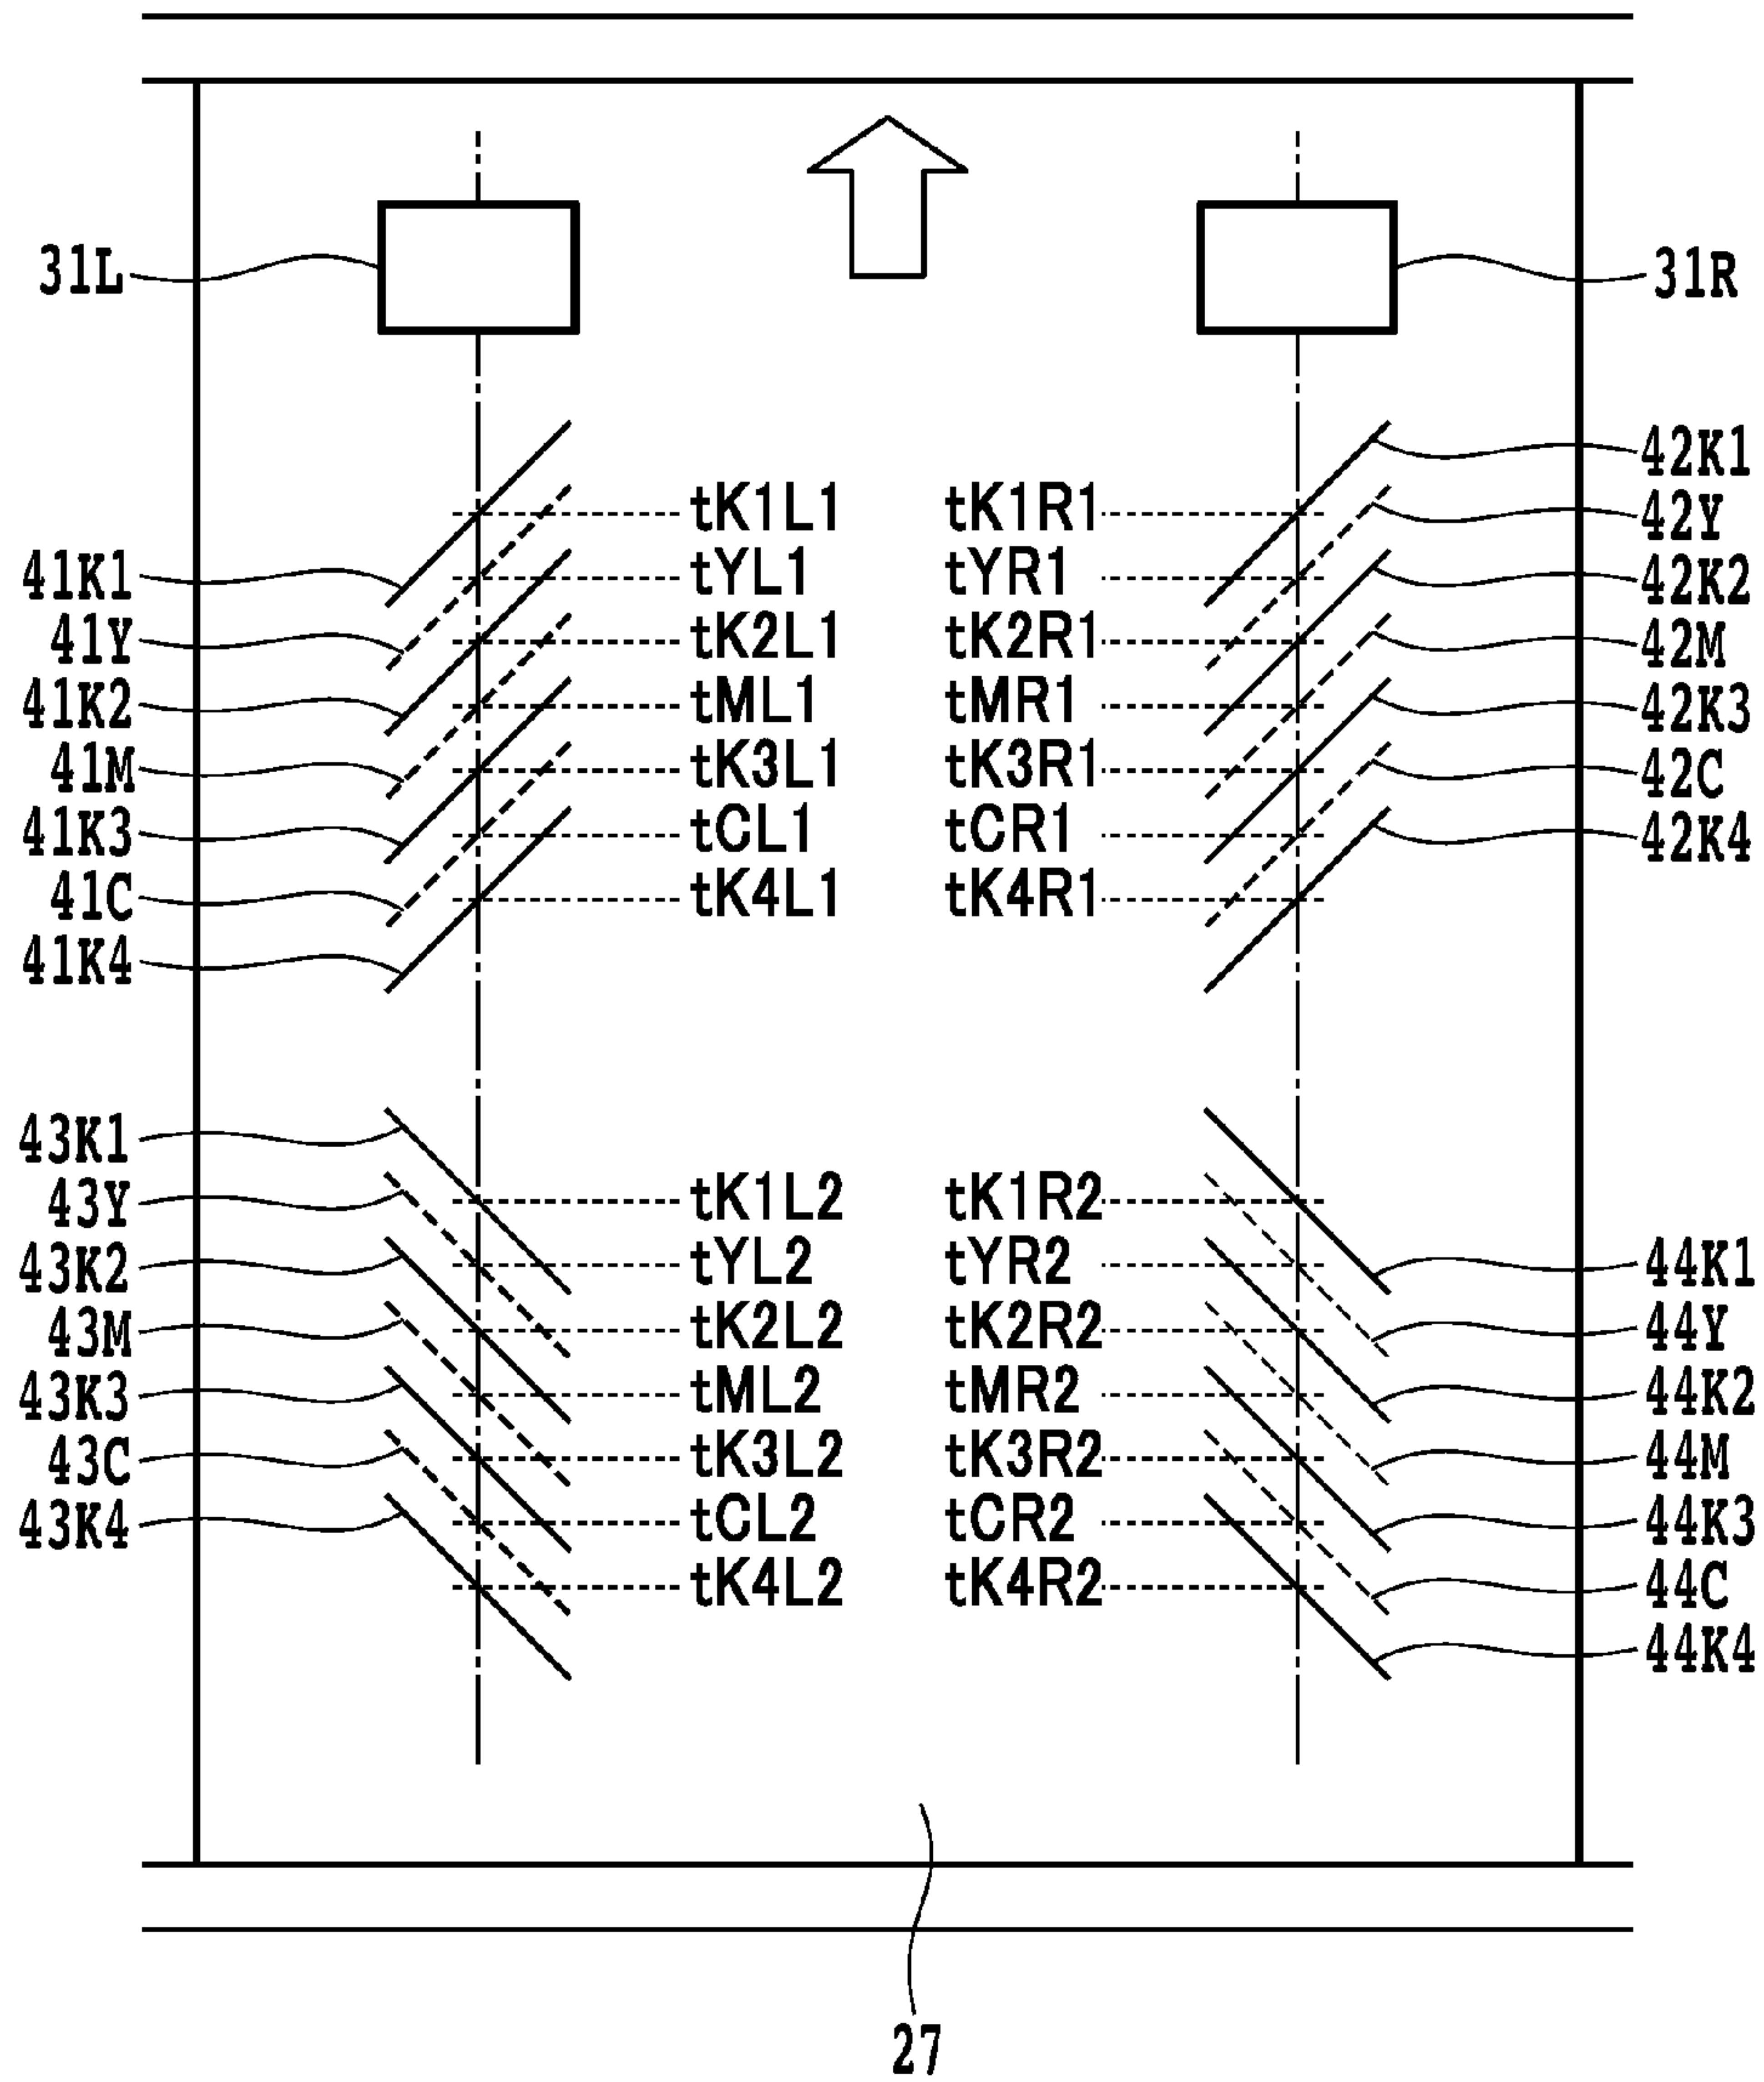 31L 31R
42K1
tK1L1 tK1R1 42Y
41K1 tYL1 tYR1 42K2
41Y tK2L1 tK2R1 42M
41K2 tML1 tMR1 42K3
41M tK3L1 tK3R1 42C
41K3 tCL1 tCR1 42K4
41C tK4L1 tK4R1
41K4
43K1
43Y tK1L2 tK1R2
43K2 tYL2 tYR2 44K1
43M tK2L2 tK2R2 44Y
43K3 tML2 tMR2 44K2
43C tK3L2 tK3R2 44M
43K4 tCL2 tCR2 44K3
tK4L2 tK4R2 44C
44K4
27